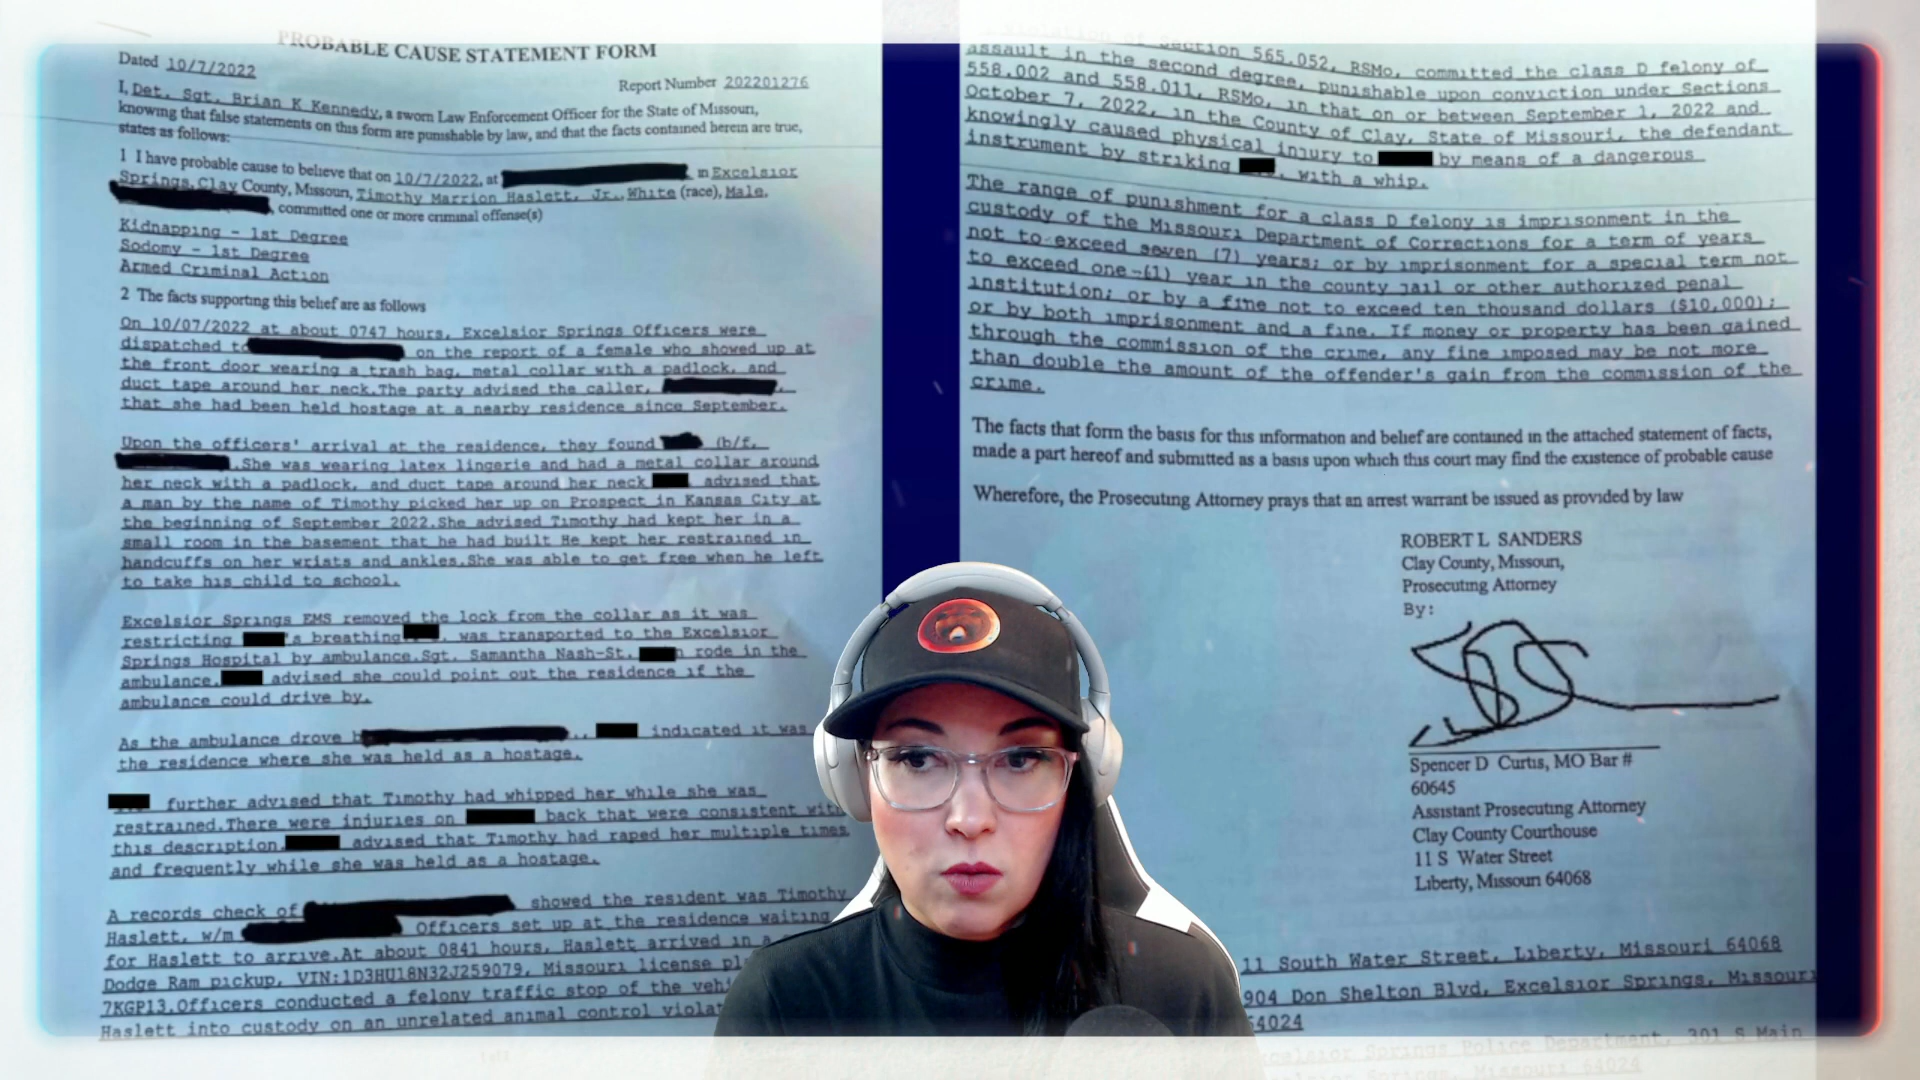 PROBABLE CAUSE STATEMENT FORM
Dated 10/7/2022
Report Number 202201276
I, Det. Sgt. Brian K Kennedy, a sworn Law Enforcement Officer for the State of Missouri,
knowing that false statements on this form are punishable by law, and that the facts contained herein are true,
states as follows:
1 I have probable cause to believe that on 10/7/2022, at in Excelsior
Springs, Clay County, Missouri, Timothy Marrion Haslett, Jr., White (race), Male,
, committed one or more criminal offense(s)
Kidnapping - 1st Degree
Sodomy - 1st Degree
Armed Criminal Action
2 The facts supporting this belief are as follows
On 10/07/2022 at about 0747 hours, Excelsior Springs Officers were
dispatched to on the report of a female who showed up at
the front door wearing a trash bag, metal collar with a padlock, and
duct tape around her neck.The party advised the caller,
that she had been held hostage at a nearby residence since September.
Upon the officers' arrival at the residence, they found (b/f,
.She was wearing latex lingerie and had a metal collar around
her neck with a padlock, and duct tape around her neck advised that
a man by the name of Timothy picked her up on Prospect in Kansas City at
the beginning of September 2022.She advised Timothy had kept her in a
small room in the basement that he had built He kept her restrained in
handcuffs on her wrists and ankles.She was able to get free when he left
to take his child to school.
Excelsior Springs EMS removed the lock from the collar as it was
restricting 's breathing , was transported to the Excelsior
Springs Hospital by ambulance.Sgt. Samantha Nash-St. n rode in the
ambulance. advised she could point out the residence if the
ambulance could drive by.
As the ambulance drove b , indicated it was
the residence where she was held as a hostage.
further advised that Timothy had whipped her while she was
restrained.There were injuries on back that were consistent with
this description. advised that Timothy had raped her multiple times
and frequently while she was held as a hostage.
A records check of showed the resident was Timothy
Haslett, w/m Officers set up at the residence waiting
for Haslett to arrive.At about 0841 hours, Haslett arrived in a
Dodge Ram pickup, VIN:1D3HU18N32J259079, Missouri license pl
7KGP13.Officers conducted a felony traffic stop of the vehi
Haslett into custody on an unrelated animal control viola
violation of Section 565.052, RSMo, committed the class D felony of
assault in the second degree, punishable upon conviction under Sections
558.002 and 558.011, RSMo, in that on or between September 1, 2022 and
October 7, 2022, in the County of Clay, State of Missouri, the defendant
knowingly caused physical injury to by means of a dangerous
instrument by striking , with a whip.
The range of punishment for a class D felony is imprisonment in the
custody of the Missouri Department of Corrections for a term of years
not to exceed seven (7) years; or by imprisonment for a special term not
to exceed one (1) year in the county jail or other authorized penal
institution; or by a fine not to exceed ten thousand dollars ($10,000);
or by both imprisonment and a fine. If money or property has been gained
through the commission of the crime, any fine imposed may be not more
than double the amount of the offender's gain from the commission of the
crime.
The facts that form the basis for this information and belief are contained in the attached statement of facts,
made a part hereof and submitted as a basis upon which this court may find the existence of probable cause
Wherefore, the Prosecuting Attorney prays that an arrest warrant be issued as provided by law
ROBERT L SANDERS
Clay County, Missouri,
Prosecuting Attorney
By:
Spencer D Curtis, MO Bar #
60645
Assistant Prosecuting Attorney
Clay County Courthouse
11 S Water Street
Liberty, Missouri 64068
11 South Water Street, Liberty, Missouri 64068
904 Don Shelton Blvd, Excelsior Springs, Missouri
64024
Excelsior Springs Police Department, 301 S Main
Excelsior Springs, Missouri 64024